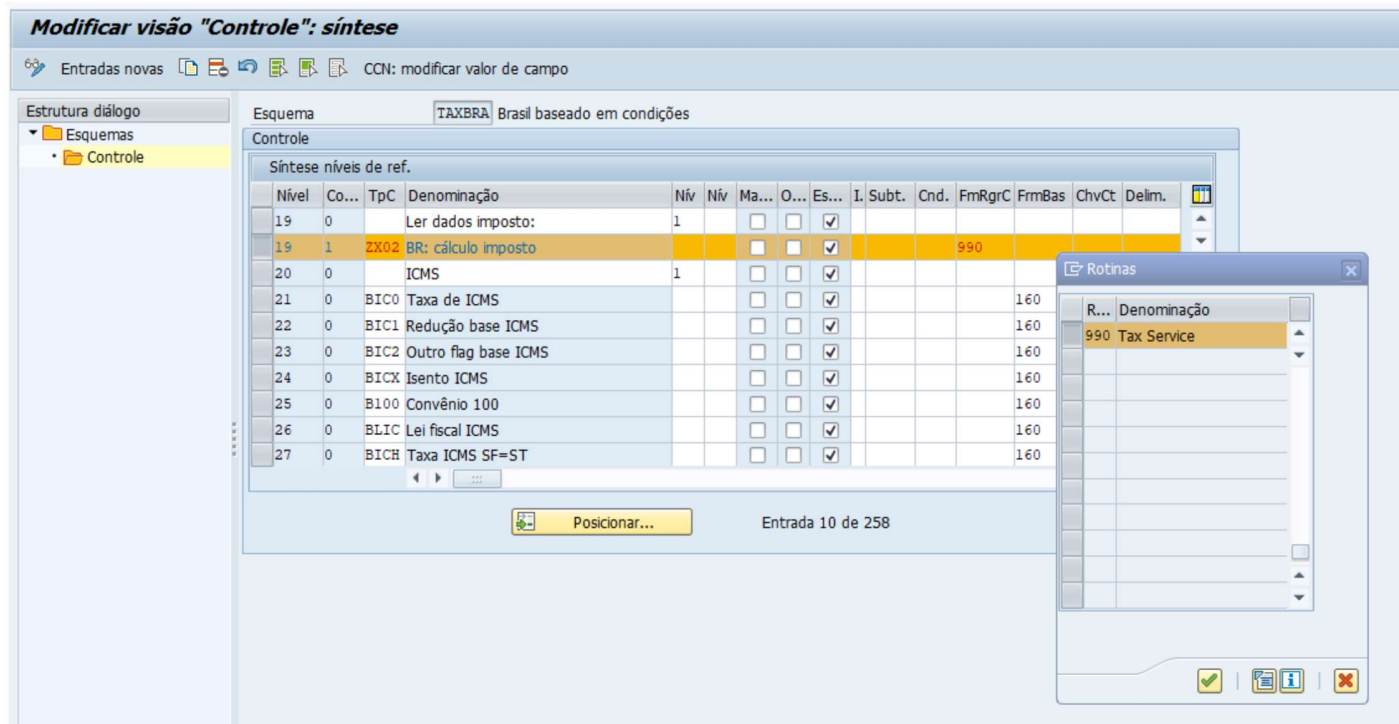 Modificar visão "Controle": síntese
Entradas novas CCN: modificar valor de campo
Estrutura diálogo
Esquemas
Controle
Esquema TAXBRA Brasil baseado em condições
Controle
Síntese níveis de ref.
Nível Co... TpC Denominação Nív Nív Ma... O... Es... I. Subt. Cnd. FmRgrC FrmBas ChvCt Delim.
19 0 Ler dados imposto: 1
19 1 ZX02 BR: cálculo imposto 990
20 0 ICMS 1
21 0 BIC0 Taxa de ICMS 160
22 0 BIC1 Redução base ICMS 160
23 0 BIC2 Outro flag base ICMS 160
24 0 BICX Isento ICMS 160
25 0 B100 Convênio 100 160
26 0 BLIC Lei fiscal ICMS 160
27 0 BICH Taxa ICMS SF=ST 160
Posicionar... Entrada 10 de 258
Rotinas
R... Denominação
990 Tax Service